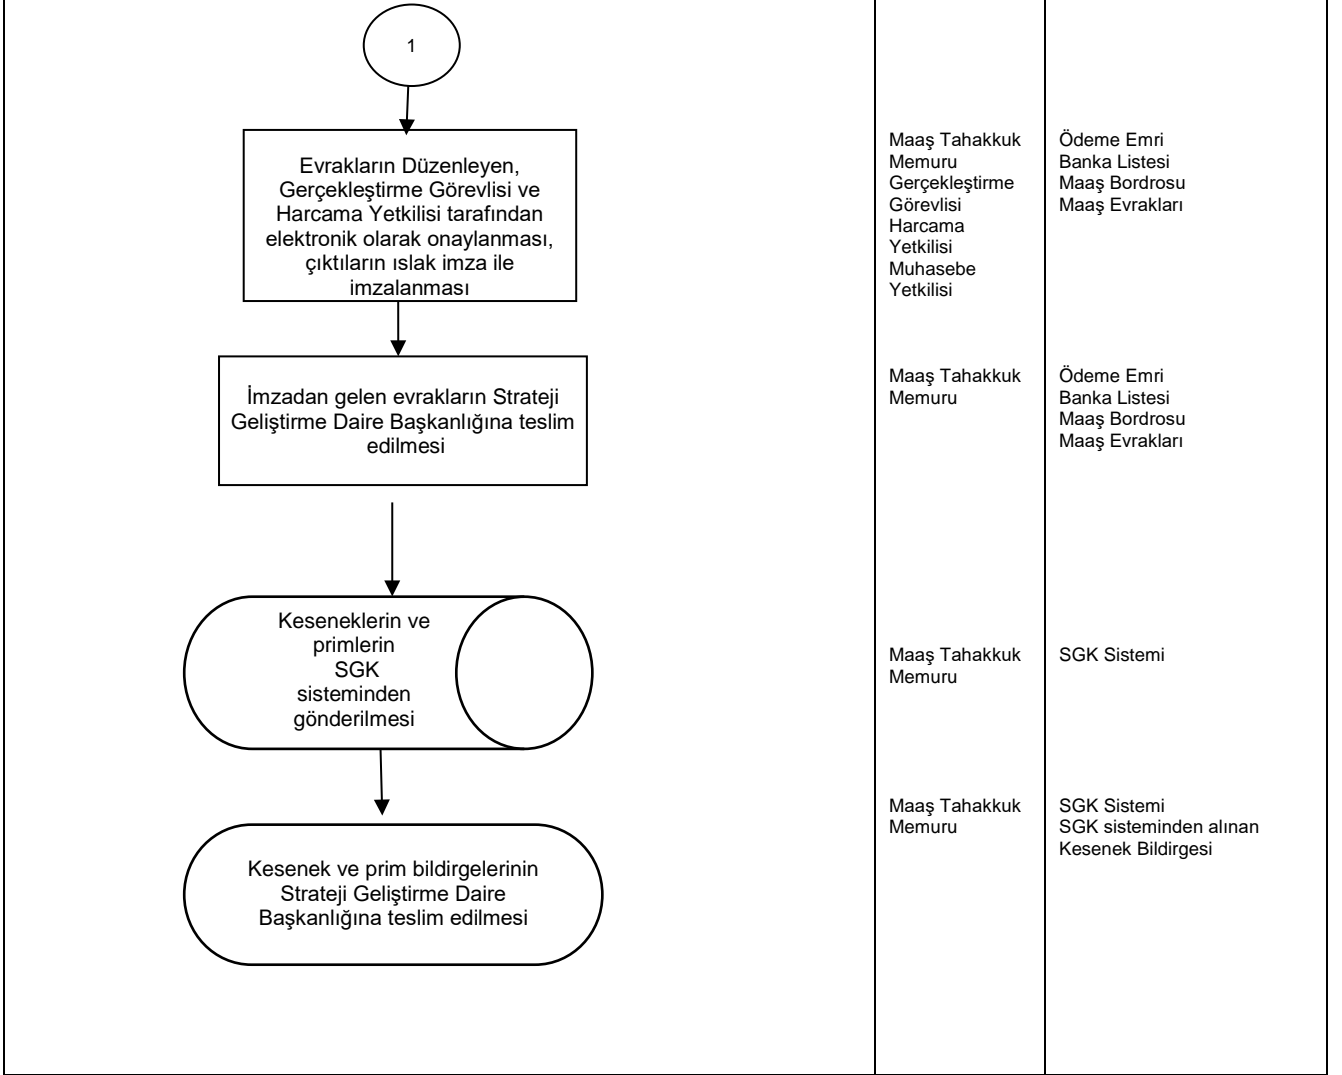 1
Evrakların Düzenleyen,
Gerçekleştirme Görevlisi ve
Harcama Yetkilisi tarafından
elektronik olarak onaylanması,
çıktıların ıslak imza ile
imzalanması
Maaş Tahakkuk
Memuru
Gerçekleştirme
Görevlisi
Harcama
Yetkilisi
Muhasebe
Yetkilisi
Ödeme Emri
Banka Listesi
Maaş Bordrosu
Maaş Evrakları
İmzadan gelen evrakların Strateji
Geliştirme Daire Başkanlığına teslim
edilmesi
Maaş Tahakkuk
Memuru
Ödeme Emri
Banka Listesi
Maaş Bordrosu
Maaş Evrakları
Keseneklerin ve
primlerin
SGK
sisteminden
gönderilmesi
Maaş Tahakkuk
Memuru
SGK Sistemi
Kesenek ve prim bildirgelerinin
Strateji Geliştirme Daire
Başkanlığına teslim edilmesi
Maaş Tahakkuk
Memuru
SGK Sistemi
SGK sisteminden alınan
Kesenek Bildirgesi